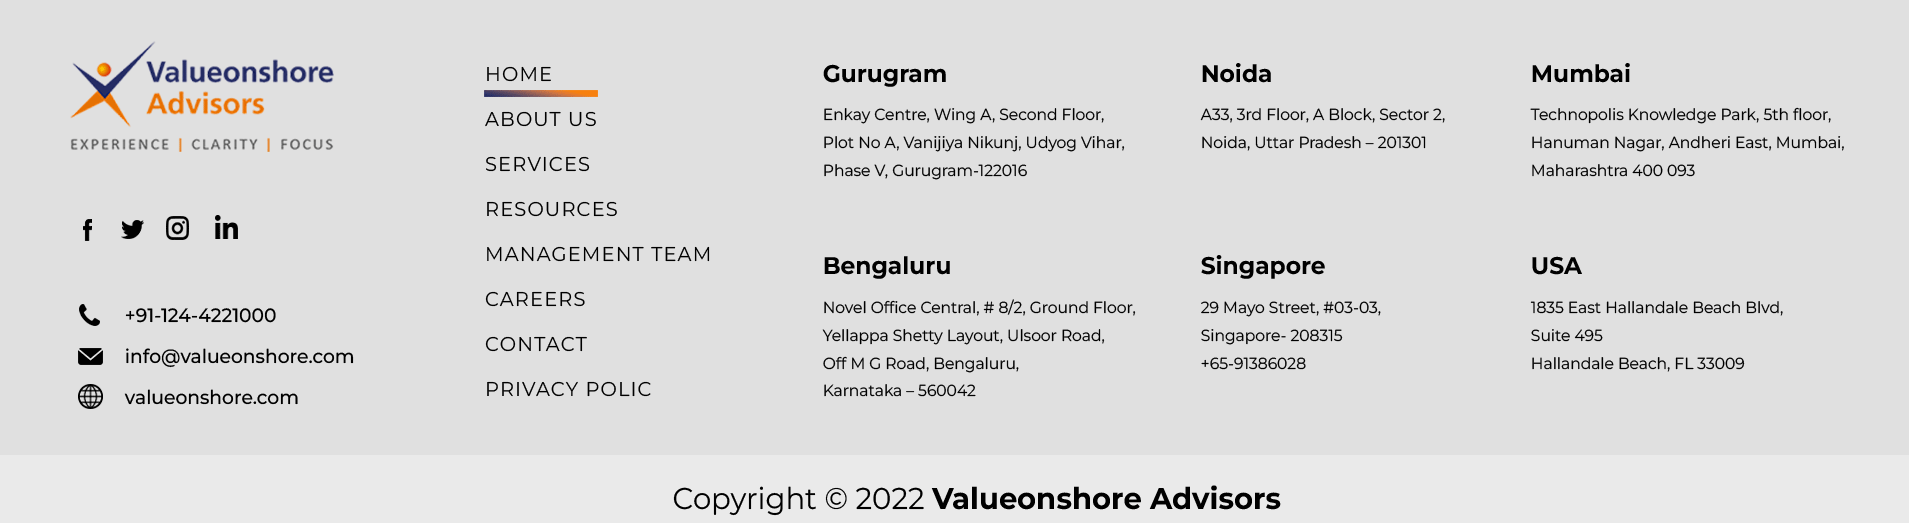 Valueonshore
Advisors
EXPERIENCE | CLARITY | FOCUS
+91-124-4221000
info@valueonshore.com
valueonshore.com
HOME
ABOUT US
SERVICES
RESOURCES
MANAGEMENT TEAM
CAREERS
CONTACT
PRIVACY POLIC
Gurugram
Enkay Centre, Wing A, Second Floor,
Plot No A, Vanijiya Nikunj, Udyog Vihar,
Phase V, Gurugram-122016
Noida
A33, 3rd Floor, A Block, Sector 2,
Noida, Uttar Pradesh – 201301
Mumbai
Technopolis Knowledge Park, 5th floor,
Hanuman Nagar, Andheri East, Mumbai,
Maharashtra 400 093
Bengaluru
Novel Office Central, # 8/2, Ground Floor,
Yellappa Shetty Layout, Ulsoor Road,
Off M G Road, Bengaluru,
Karnataka – 560042
Singapore
29 Mayo Street, #03-03,
Singapore- 208315
+65-91386028
USA
1835 East Hallandale Beach Blvd,
Suite 495
Hallandale Beach, FL 33009
Copyright © 2022 Valueonshore Advisors